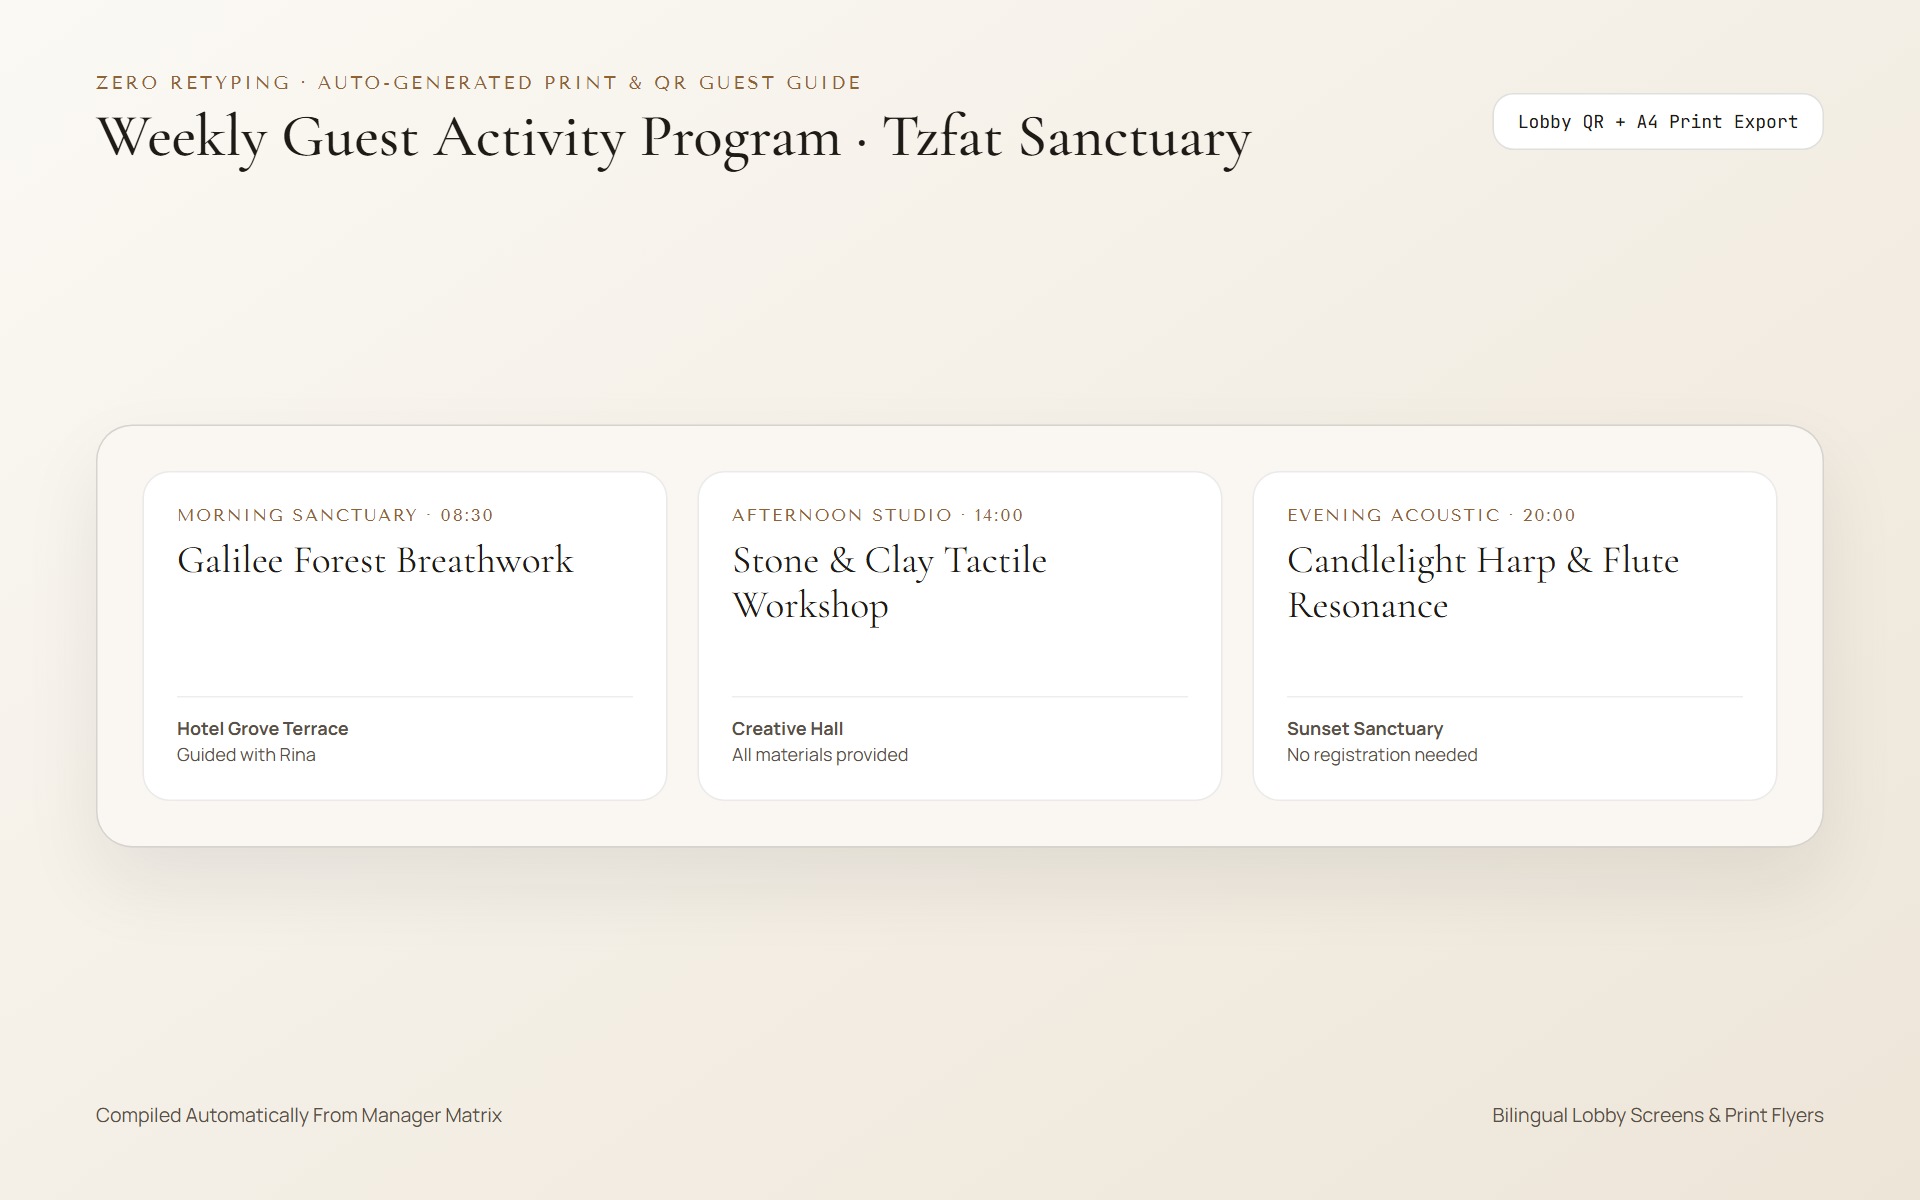 ZERO RETYPING · AUTO-GENERATED PRINT & QR GUEST GUIDE
Weekly Guest Activity Program · Tzfat Sanctuary
Lobby QR + A4 Print Export
MORNING SANCTUARY · 08:30
Galilee Forest Breathwork
Hotel Grove Terrace
Guided with Rina
AFTERNOON STUDIO · 14:00
Stone & Clay Tactile
Workshop
Creative Hall
All materials provided
EVENING ACOUSTIC · 20:00
Candlelight Harp & Flute
Resonance
Sunset Sanctuary
No registration needed
Compiled Automatically From Manager Matrix
Bilingual Lobby Screens & Print Flyers